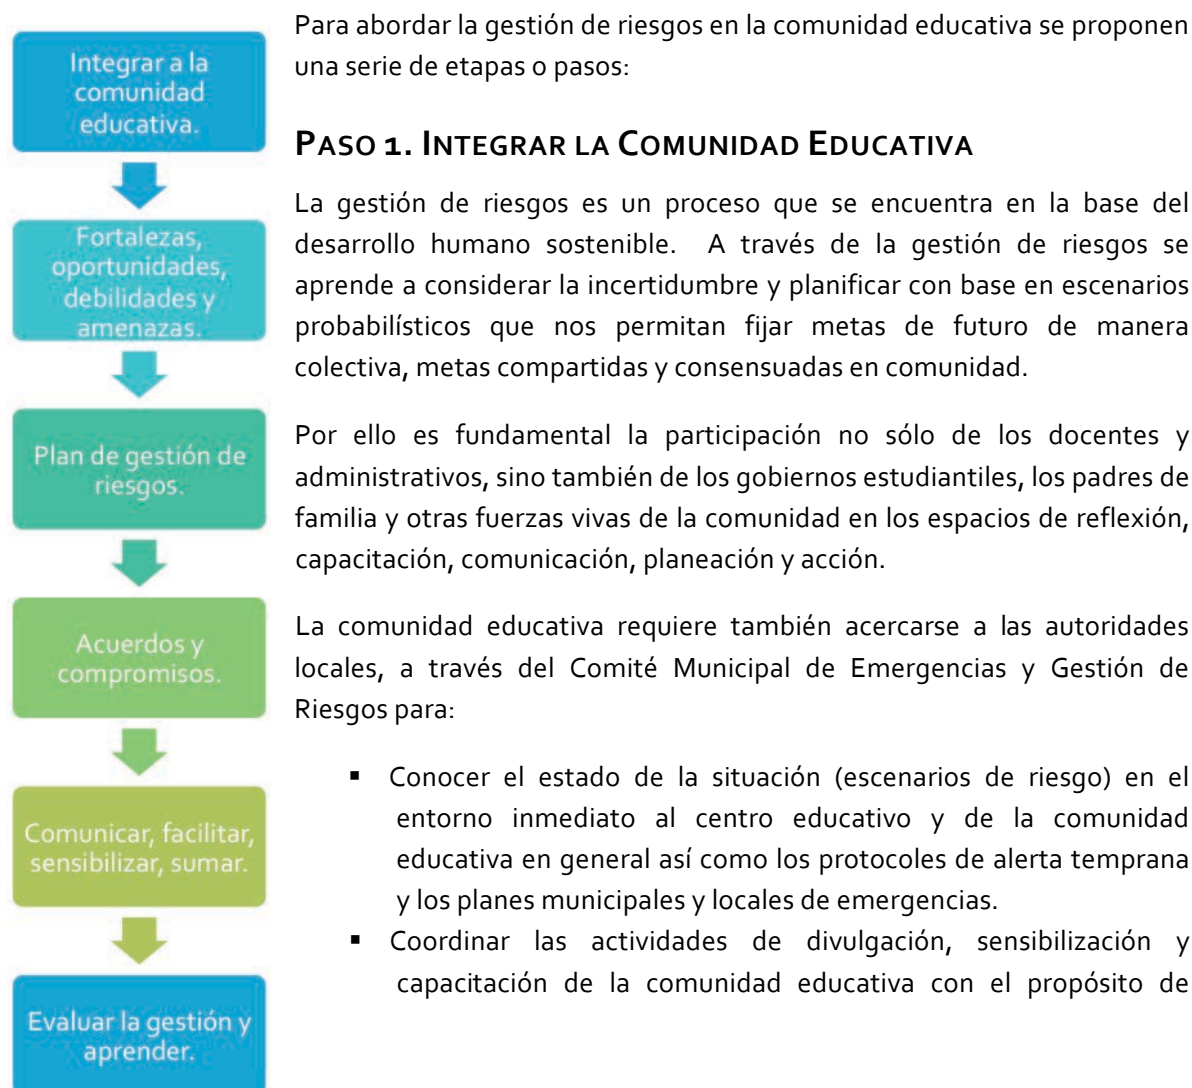 Integrar a la
comunidad
educativa.
Fortalezas,
oportunidades,
debilidades y
amenazas.
Plan de gestión de
riesgos.
Acuerdos y
compromisos.
Comunicar, facilitar,
sensibilizar, sumar.
Evaluar la gestión y
aprender.
Para abordar la gestión de riesgos en la comunidad educativa se proponen
una serie de etapas o pasos:
PASO 1. INTEGRAR LA COMUNIDAD EDUCATIVA
La gestión de riesgos es un proceso que se encuentra en la base del
desarrollo humano sostenible. A través de la gestión de riesgos se
aprende a considerar la incertidumbre y planificar con base en escenarios
probabilísticos que nos permitan fijar metas de futuro de manera
colectiva, metas compartidas y consensuadas en comunidad.
Por ello es fundamental la participación no sólo de los docentes y
administrativos, sino también de los gobiernos estudiantiles, los padres de
familia y otras fuerzas vivas de la comunidad en los espacios de reflexión,
capacitación, comunicación, planeación y acción.
La comunidad educativa requiere también acercarse a las autoridades
locales, a través del Comité Municipal de Emergencias y Gestión de
Riesgos para:
▪ Conocer el estado de la situación (escenarios de riesgo) en el
entorno inmediato al centro educativo y de la comunidad
educativa en general así como los protocoles de alerta temprana
y los planes municipales y locales de emergencias.
▪ Coordinar las actividades de divulgación, sensibilización y
capacitación de la comunidad educativa con el propósito de